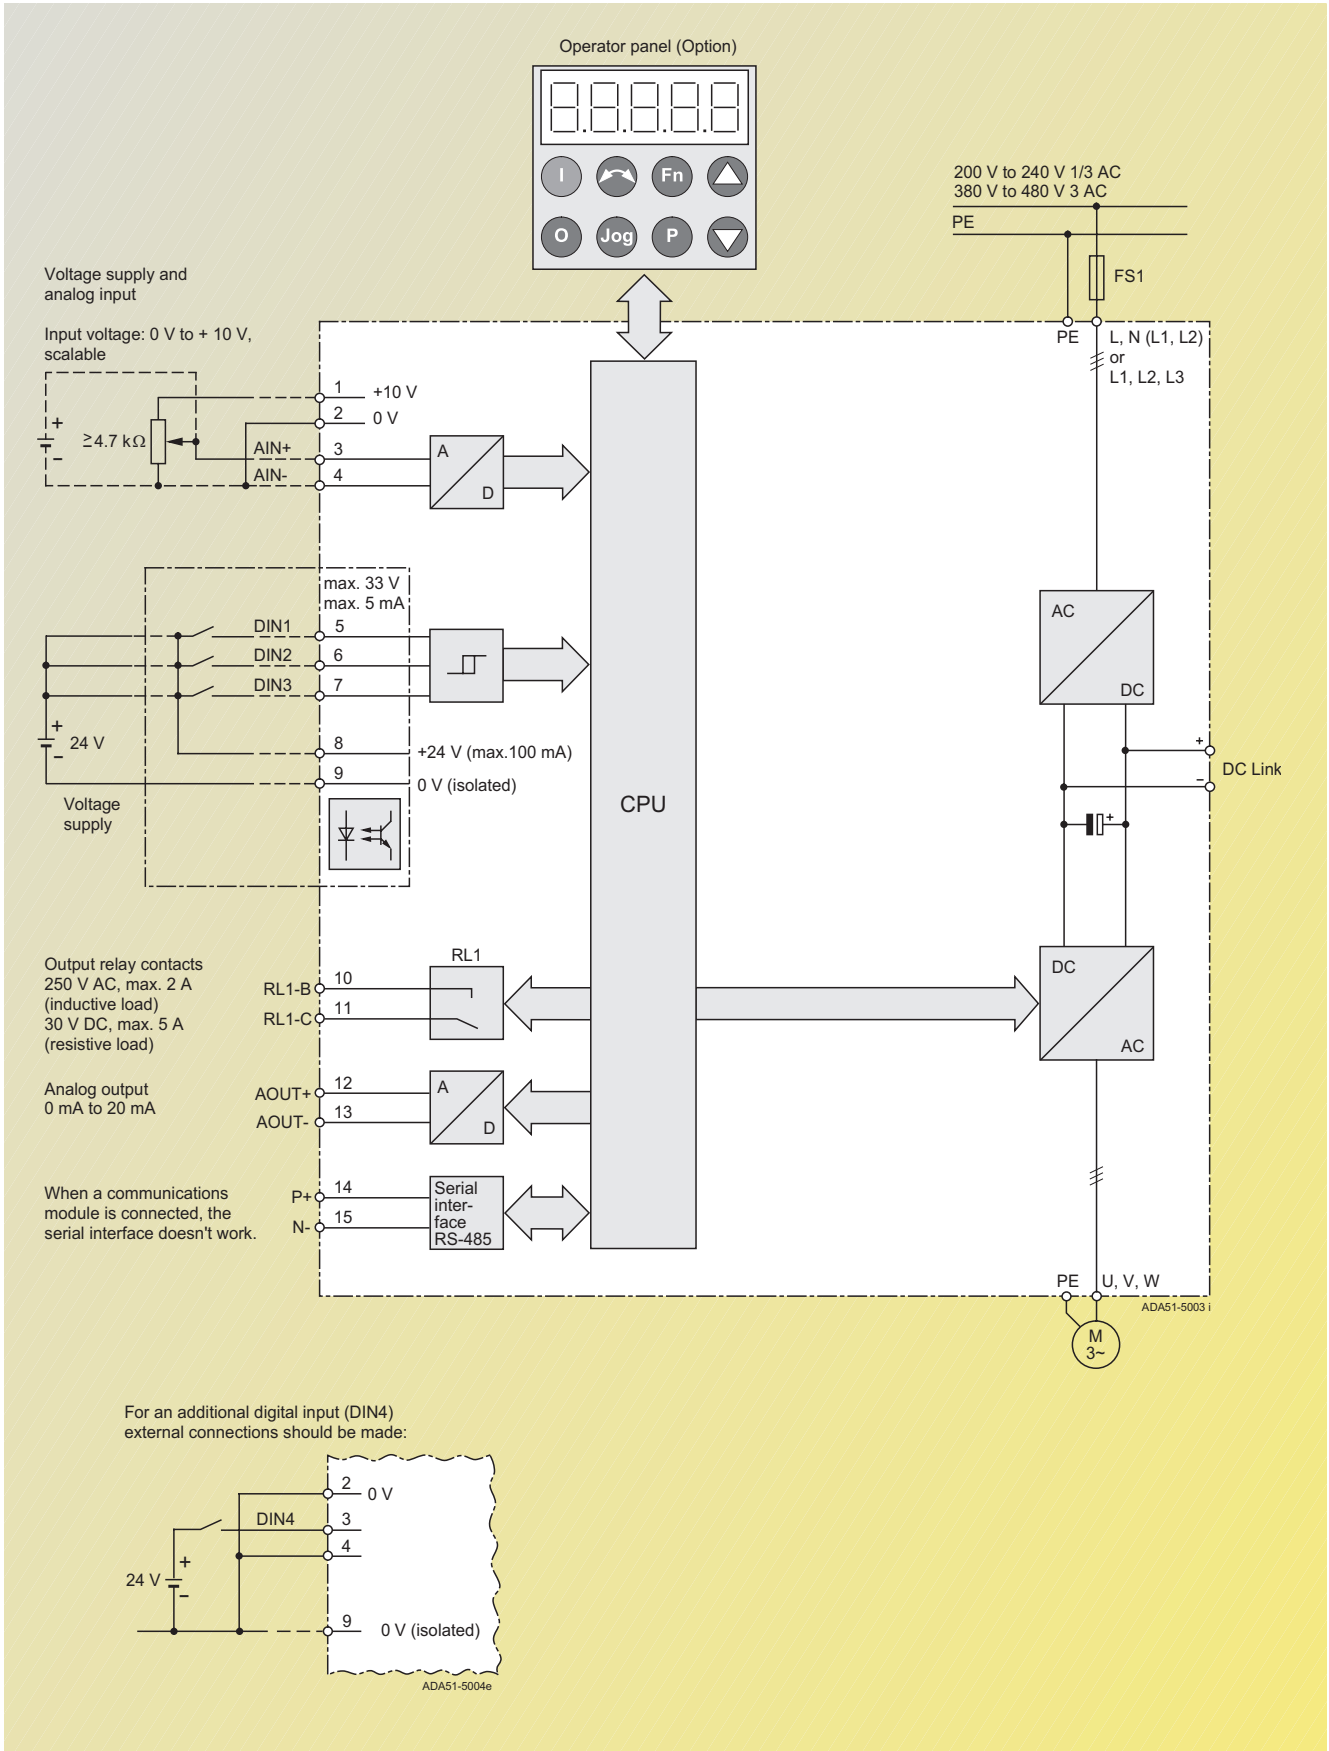 Operator panel (Option)
8.8.8.8.8
I
Fn
O
Jog
P
200 V to 240 V 1/3 AC
380 V to 480 V 3 AC
PE
FS1
PE
L, N (L1, L2)
or
L1, L2, L3
Voltage supply and
analog input
Input voltage: 0 V to + 10 V,
scalable
+
≥4.7 kΩ
−
1
+10 V
2
0 V
AIN+
3
AIN-
4
A
D
max. 33 V
max. 5 mA
DIN1
5
DIN2
6
DIN3
7
+
24 V
−
8
+24 V (max.100 mA)
9
0 V (isolated)
Voltage
supply
CPU
AC
DC
+
−
DC Link
+
Output relay contacts
250 V AC, max. 2 A
(inductive load)
30 V DC, max. 5 A
(resistive load)
RL1
RL1-B
10
RL1-C
11
DC
AC
Analog output
0 mA to 20 mA
AOUT+
12
AOUT-
13
A
D
When a communications
module is connected, the
serial interface doesn't work.
P+
14
N-
15
Serial
inter-
face
RS-485
PE
U, V, W
ADA51-5003 i
M
3~
For an additional digital input (DIN4)
external connections should be made:
2
0 V
DIN4
3
4
+
24 V
−
9
0 V (isolated)
ADA51-5004e